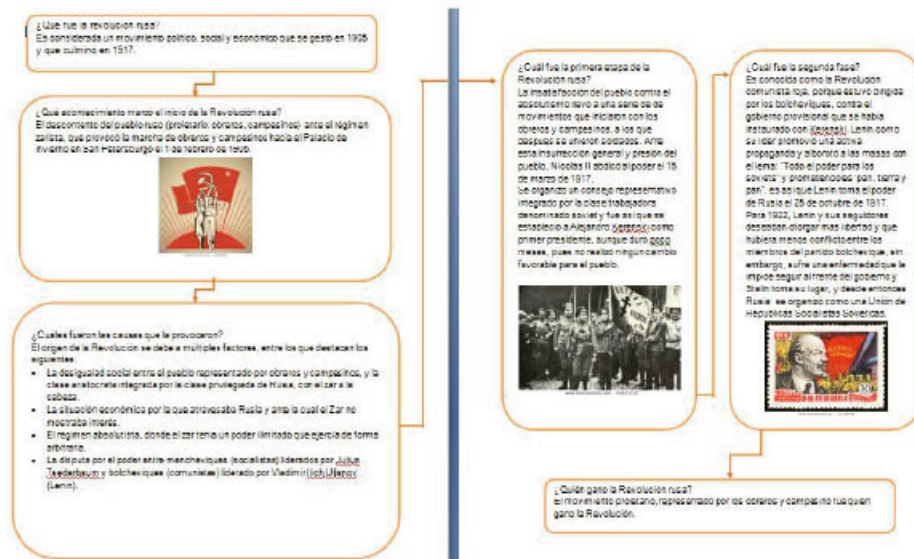 ¿Qué fue la revolución rusa?
Es considerada un movimiento político, social y económico que se gestó en 1905
y que culminó en 1917.
¿Qué acontecimiento marcó el inicio de la Revolución rusa?
El descontento del pueblo ruso (proletario: obreros, campesinos) ante el régimen
zarista, que provocó la marcha de obreros y campesinos hacia el Palacio de
Invierno en San Petersburgo el 1 de febrero de 1905.
¿Cuáles fueron las causas que la provocaron?
El origen de la Revolución se debe a múltiples factores, entre los que destacan los
siguientes:
• La desigualdad social entre el pueblo representado por obreros y campesinos, y la
clase aristócrata integrada por la clase privilegiada de Rusia, con el zar a la
cabeza.
• La situación económica por la que atravesaba Rusia y ante la cual el Zar no
mostraba interés.
• El régimen absolutista, donde el zar tenía un poder ilimitado que ejercía de forma
arbitraria.
• La disputa por el poder entre mencheviques (socialistas) liderados por Julius
Tsederbaum y bolcheviques (comunistas) liderado por Vladimir Ilich Ulianov
(Lenin).
¿Cuál fue la primera etapa de la
Revolución rusa?
La insatisfacción del pueblo contra el
absolutismo llevó a una serie de
movimientos que iniciaron con los
obreros y campesinos, a los que
después se unieron soldados. Ante
esta insurrección general y presión del
pueblo, Nicolás II abdicó al poder el 15
de marzo de 1917.
Se organizó un consejo representativo
integrado por la clase trabajadora
denominado soviet y fue así que se
estableció a Alejandro Kerenski como
primer presidente, aunque duró poco
meses, pues no realizó ningún cambio
favorable para el pueblo.
¿Cuál fue la segunda fase?
Es conocida como la Revolución
comunista roja, porque estuvo dirigida
por los bolcheviques, contra el
gobierno provisional que se había
instaurado con Kerenski. Lenin como
su líder promovió una activa
propaganda y alborotó a las masas con
el lema: "Todo el poder para los
soviets" y prometiéndoles "pan, tierra y
pan", es así que Lenin toma el poder
de Rusia el 25 de octubre de 1917.
Para 1922, Lenin y sus seguidores
deseaban otorgar más libertad y que
hubiera menos conflicto entre los
miembros del partido bolchevique, sin
embargo, sufre una enfermedad que le
impide seguir al frente del gobierno y
Stalin toma su lugar, y desde entonces
Rusia se organizó como una Unión de
Repúblicas Socialistas Soviéticas.
¿Quién ganó la Revolución rusa?
El movimiento proletario, representado por los obreros y campesino fue quien
ganó la Revolución.